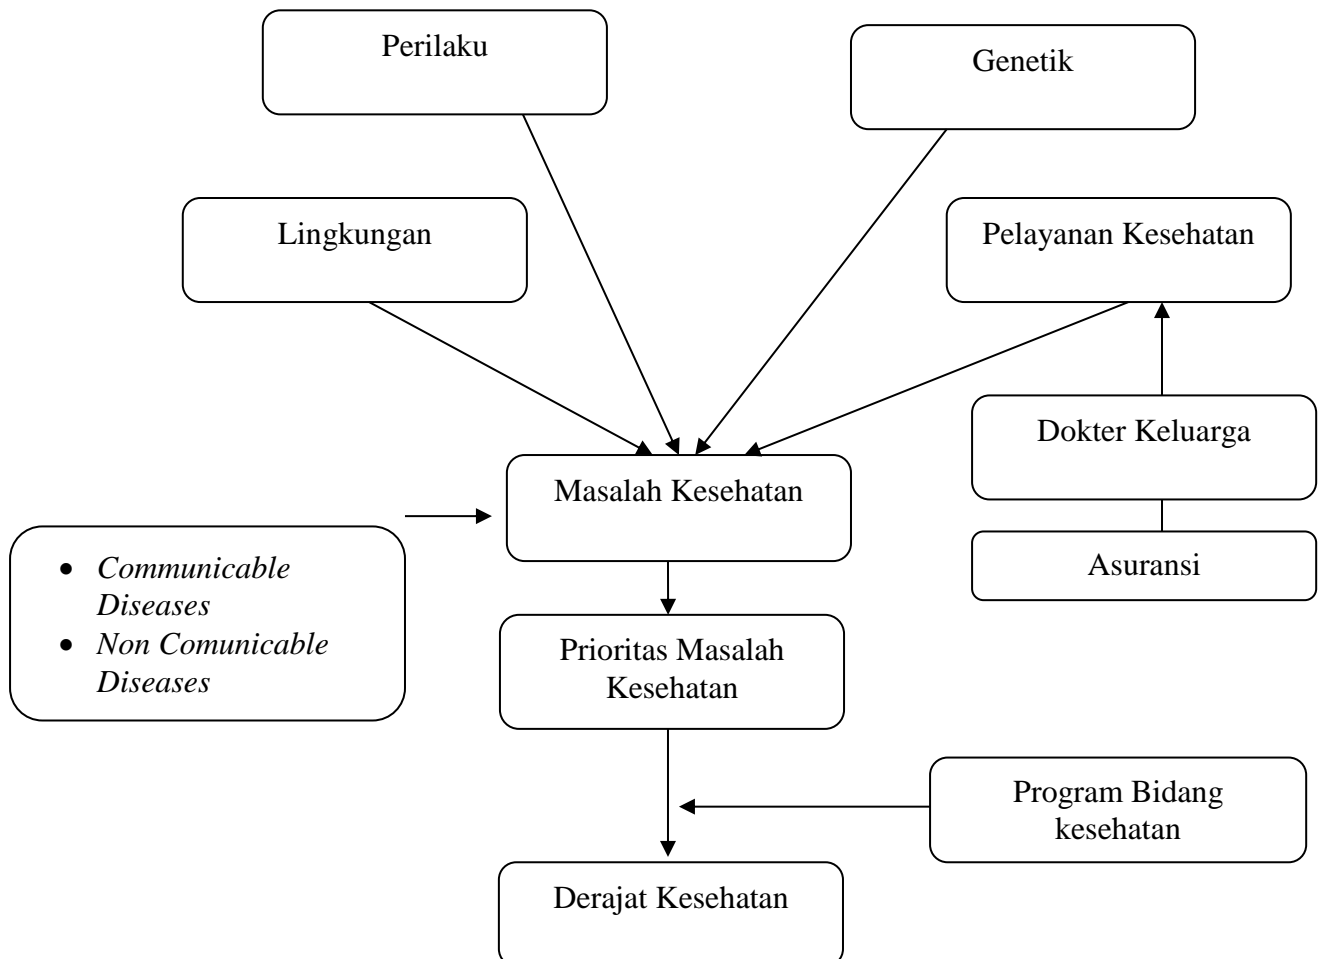 Perilaku
Genetik
Lingkungan
Pelayanan Kesehatan
Dokter Keluarga
Masalah Kesehatan
Asuransi
• Communicable
Diseases
• Non Comunicable
Diseases
Prioritas Masalah
Kesehatan
Program Bidang
kesehatan
Derajat Kesehatan